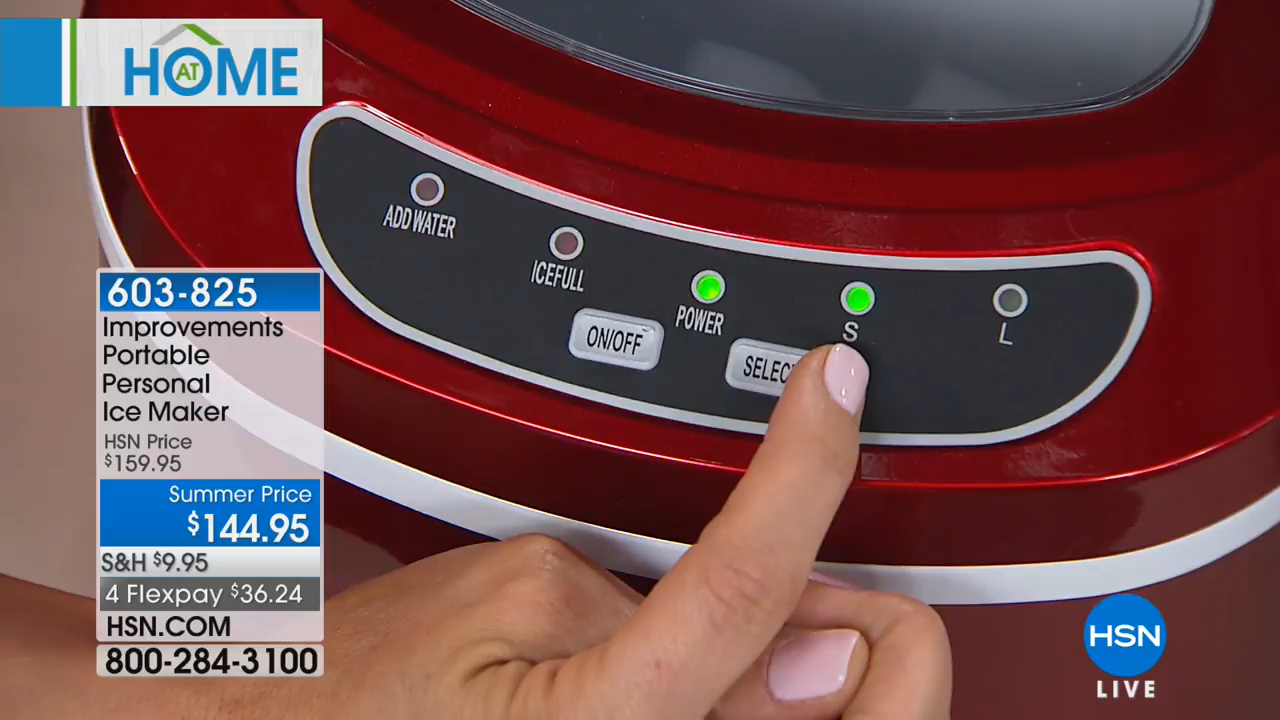 AT HOME
ADD WATER
ICEFULL
POWER
S
L
ON/OFF
SELECT
603-825
Improvements
Portable
Personal
Ice Maker
HSN Price
$159.95
Summer Price
$144.95
S&H $9.95
4 Flexpay $36.24
HSN.COM
800-284-3100
HSN
LIVE